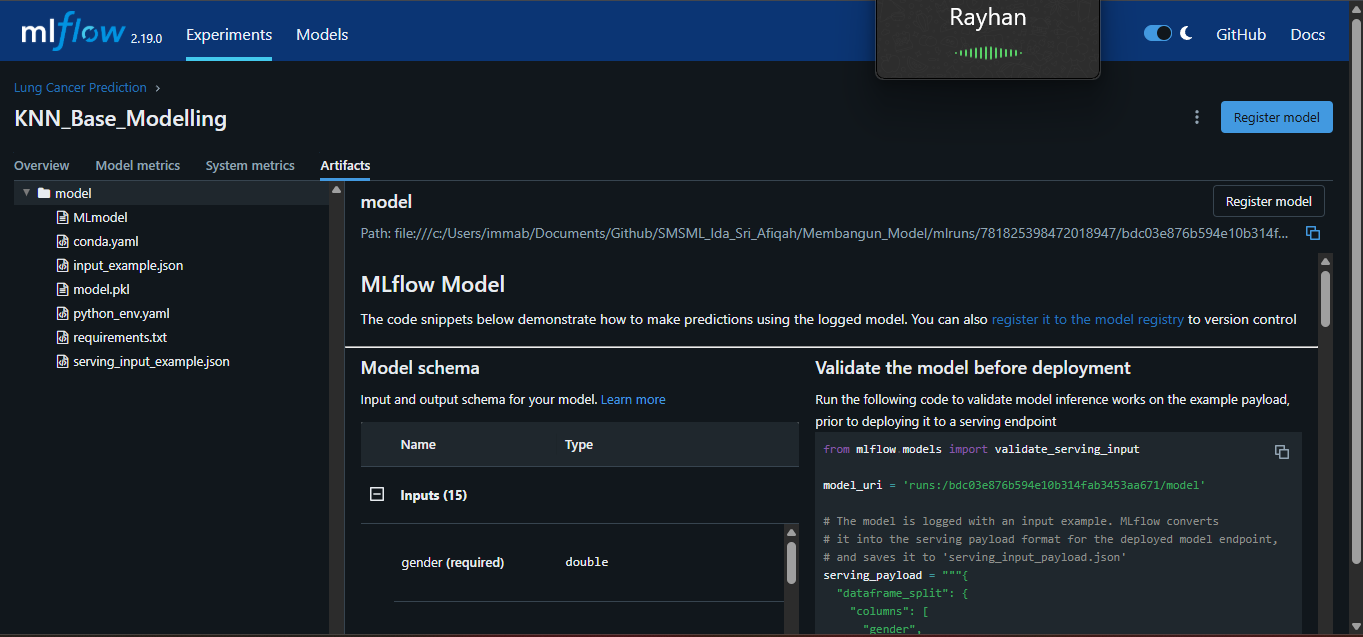 Rayhan
mlflow 2.19.0 Experiments Models GitHub Docs
Lung Cancer Prediction ›
KNN_Base_Modelling
Register model
Overview Model metrics System metrics Artifacts
model
MLmodel
conda.yaml
input_example.json
model.pkl
python_env.yaml
requirements.txt
serving_input_example.json
model
Register model
Path: file:///c:/Users/immab/Documents/Github/SMSML_Ida_Sri_Afiqah/Membangun_Model/mlruns/781825398472018947/bdc03e876b594e10b314f...
MLflow Model
The code snippets below demonstrate how to make predictions using the logged model. You can also register it to the model registry to version control
Model schema
Input and output schema for your model. Learn more
Name Type
Inputs (15)
gender (required) double
Validate the model before deployment
Run the following code to validate model inference works on the example payload,
prior to deploying it to a serving endpoint
from mlflow.models import validate_serving_input
model_uri = 'runs:/bdc03e876b594e10b314fab3453aa671/model'
# The model is logged with an input example. MLflow converts
# it into the serving payload format for the deployed model endpoint,
# and saves it to 'serving_input_payload.json'
serving_payload = """{
"dataframe_split": {
"columns": [
"gender",